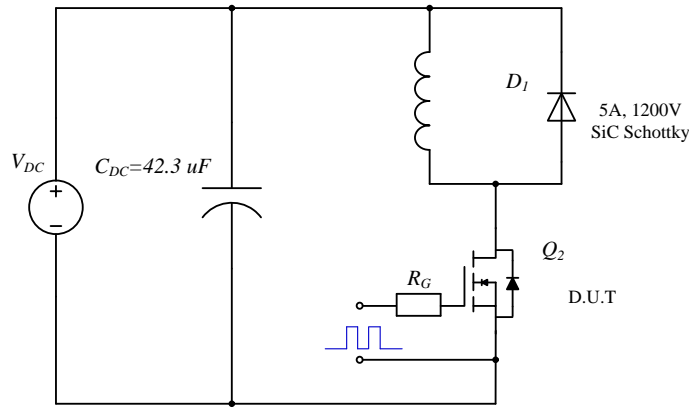 D1
5A, 1200V
SiC Schottky
VDC
CDC=42.3 uF
+
−
Q2
RG
D.U.T